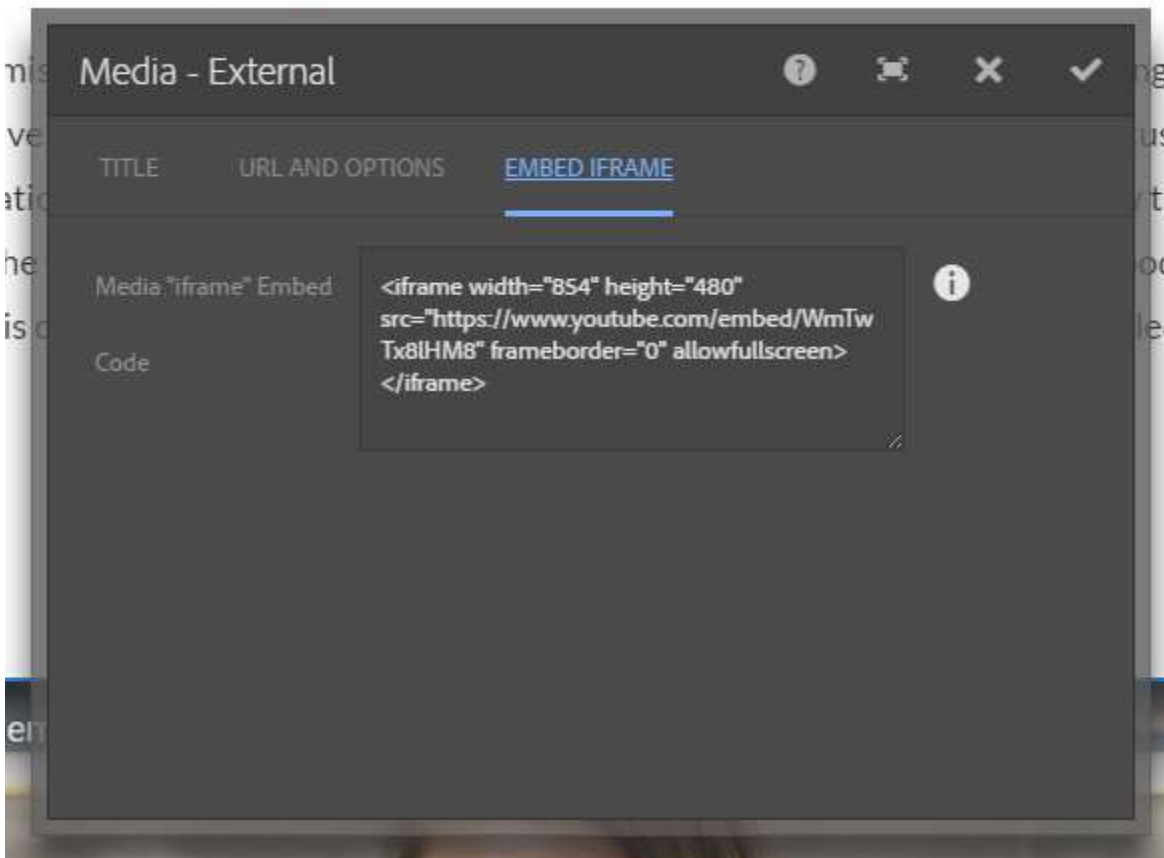 Media - External
TITLE URL AND OPTIONS EMBED IFRAME
Media "iframe" Embed
Code
<iframe width="854" height="480"
src="https://www.youtube.com/embed/WmTw
Tx8lHM8" frameborder="0" allowfullscreen>
</iframe>